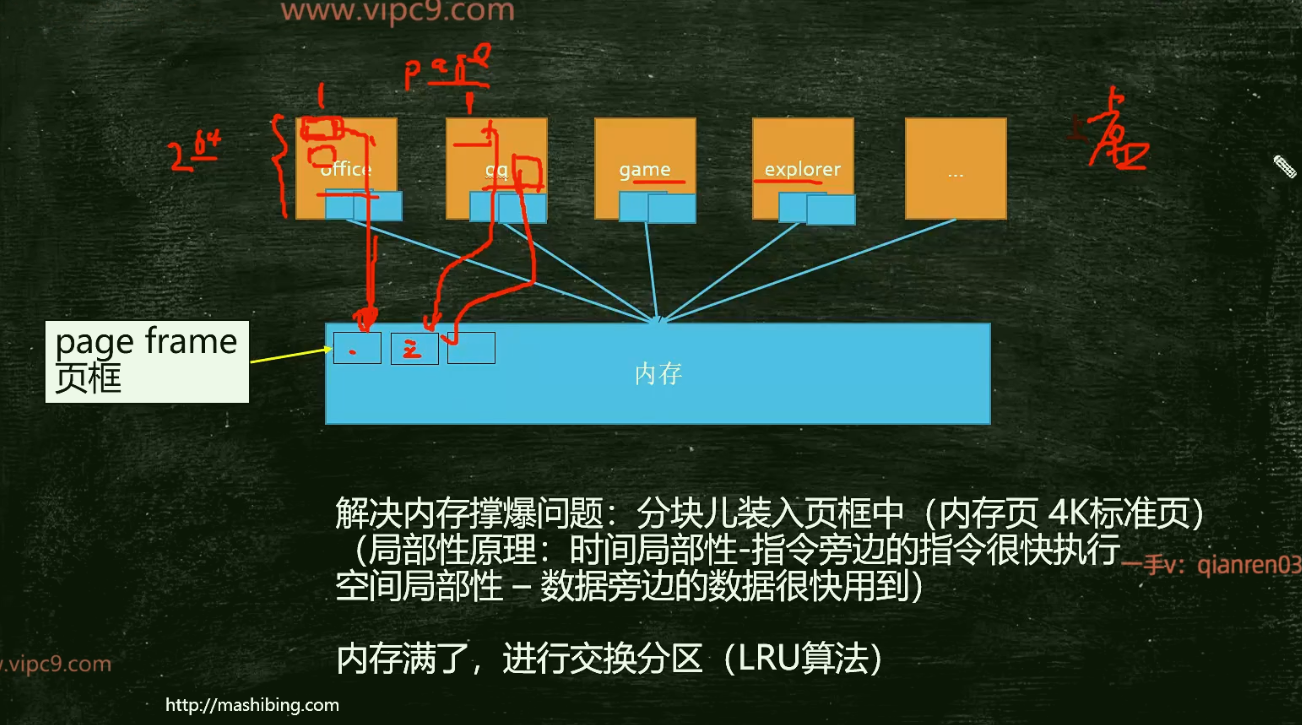 www.vipc9.com
page
1
2^64
office
qq
game
explorer
...
page frame
页框
内存
解决内存撑爆问题：分块儿装入页框中（内存页 4K标准页）
（局部性原理：时间局部性-指令旁边的指令很快执行
一手v：qianren03
空间局部性 – 数据旁边的数据很快用到）
内存满了，进行交换分区（LRU算法）
v.vipc9.com
http://mashibing.com